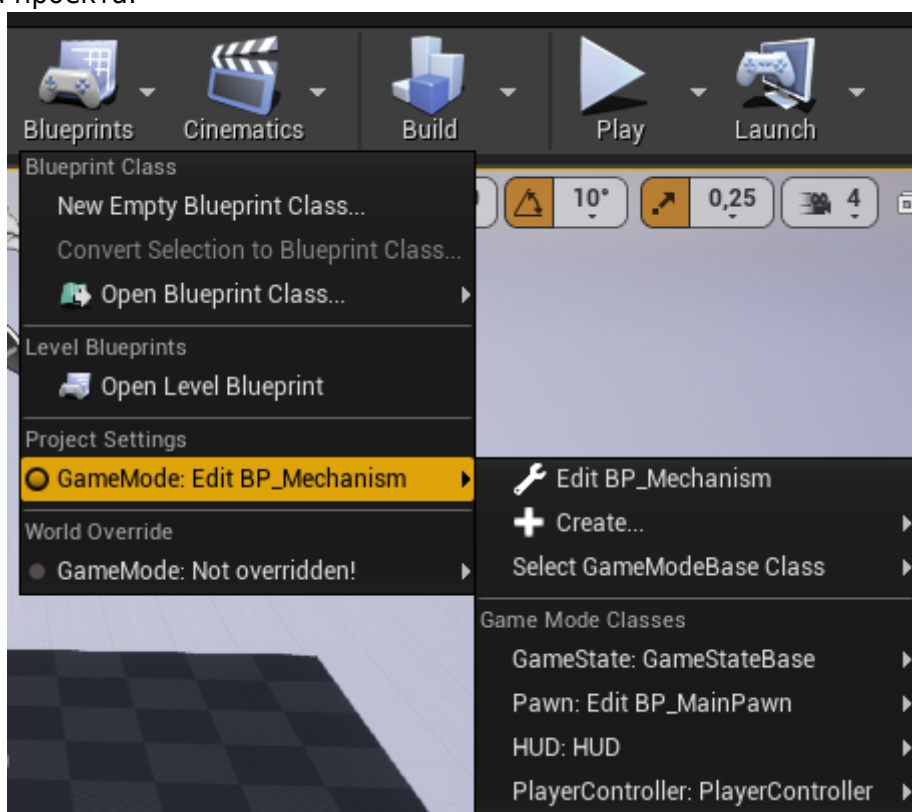 проекта.
Blueprints Cinematics Build Play Launch
10° 0,25 4
Blueprint Class
New Empty Blueprint Class...
Convert Selection to Blueprint Class...
Open Blueprint Class...
Level Blueprints
Open Level Blueprint
Project Settings
GameMode: Edit BP_Mechanism
World Override
GameMode: Not overridden!
Edit BP_Mechanism
Create...
Select GameModeBase Class
Game Mode Classes
GameState: GameStateBase
Pawn: Edit BP_MainPawn
HUD: HUD
PlayerController: PlayerController